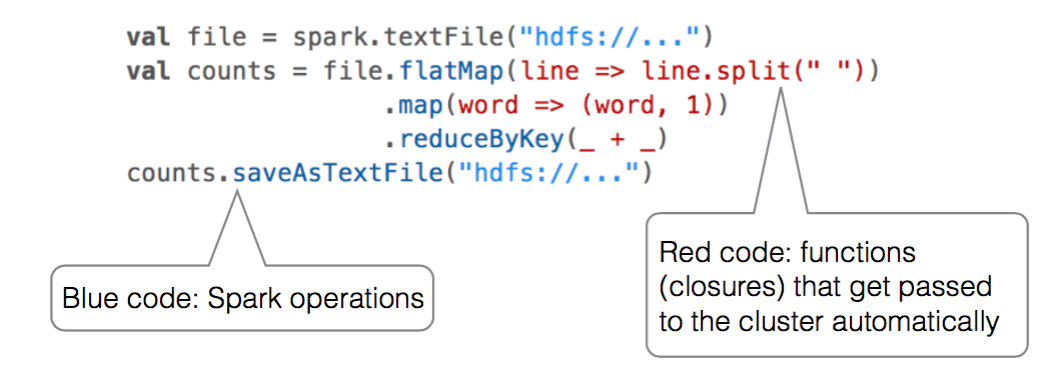 val file = spark.textFile("hdfs://...")
val counts = file.flatMap(line => line.split(" "))
.map(word => (word, 1))
.reduceByKey(_ + _)
counts.saveAsTextFile("hdfs://...")
Blue code: Spark operations
Red code: functions
(closures) that get passed
to the cluster automatically